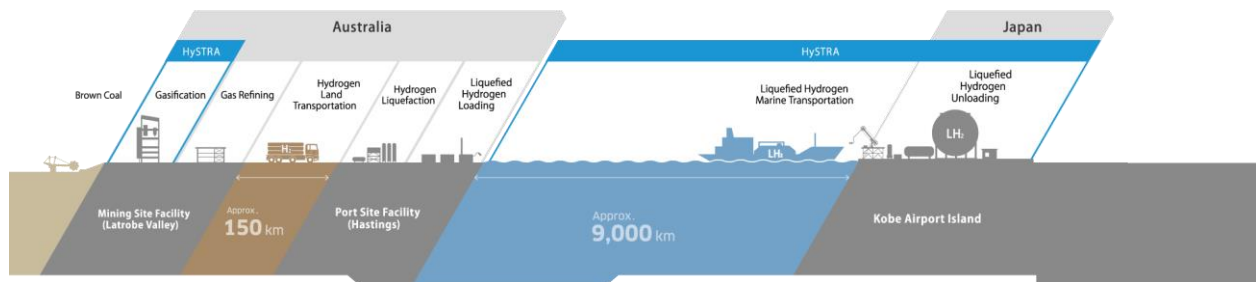 Australia
Japan
HySTRA
HySTRA
Brown Coal
Gasification
Gas Refining
Hydrogen
Land
Transportation
Hydrogen
Liquefaction
Liquefied
Hydrogen
Loading
Liquefied Hydrogen
Marine Transportation
Liquefied
Hydrogen
Unloading
H₂
LH₂
LH₂
Mining Site Facility
(Latrobe Valley)
Approx.
150 km
Port Site Facility
(Hastings)
Approx.
9,000 km
Kobe Airport Island